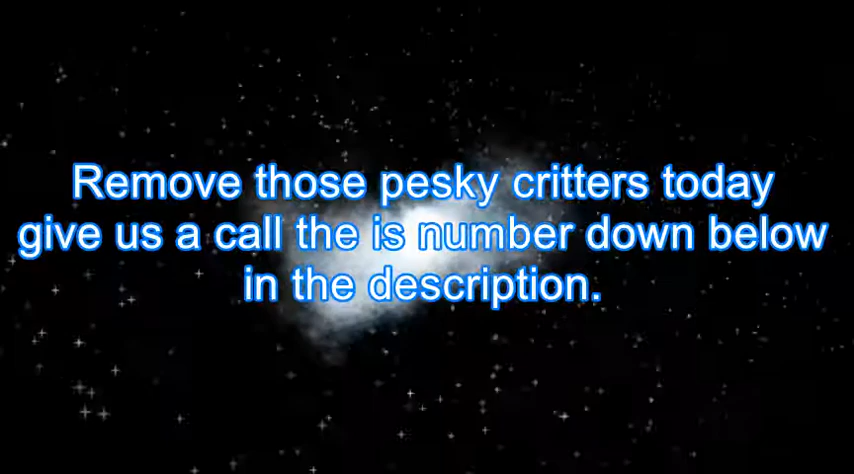 Remove those pesky critters today
give us a call the is number down below
in the description.